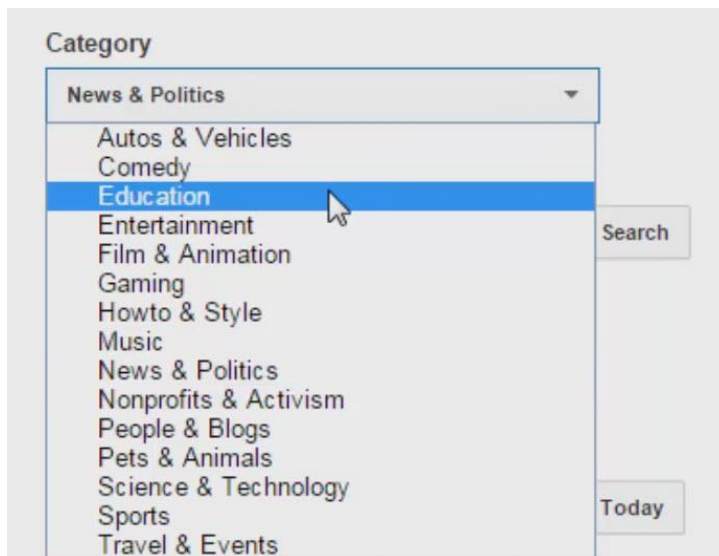 Category
News & Politics
Autos & Vehicles
Comedy
Education
Entertainment
Search
Film & Animation
Gaming
Howto & Style
Music
News & Politics
Nonprofits & Activism
People & Blogs
Pets & Animals
Science & Technology
Sports
Today
Travel & Events